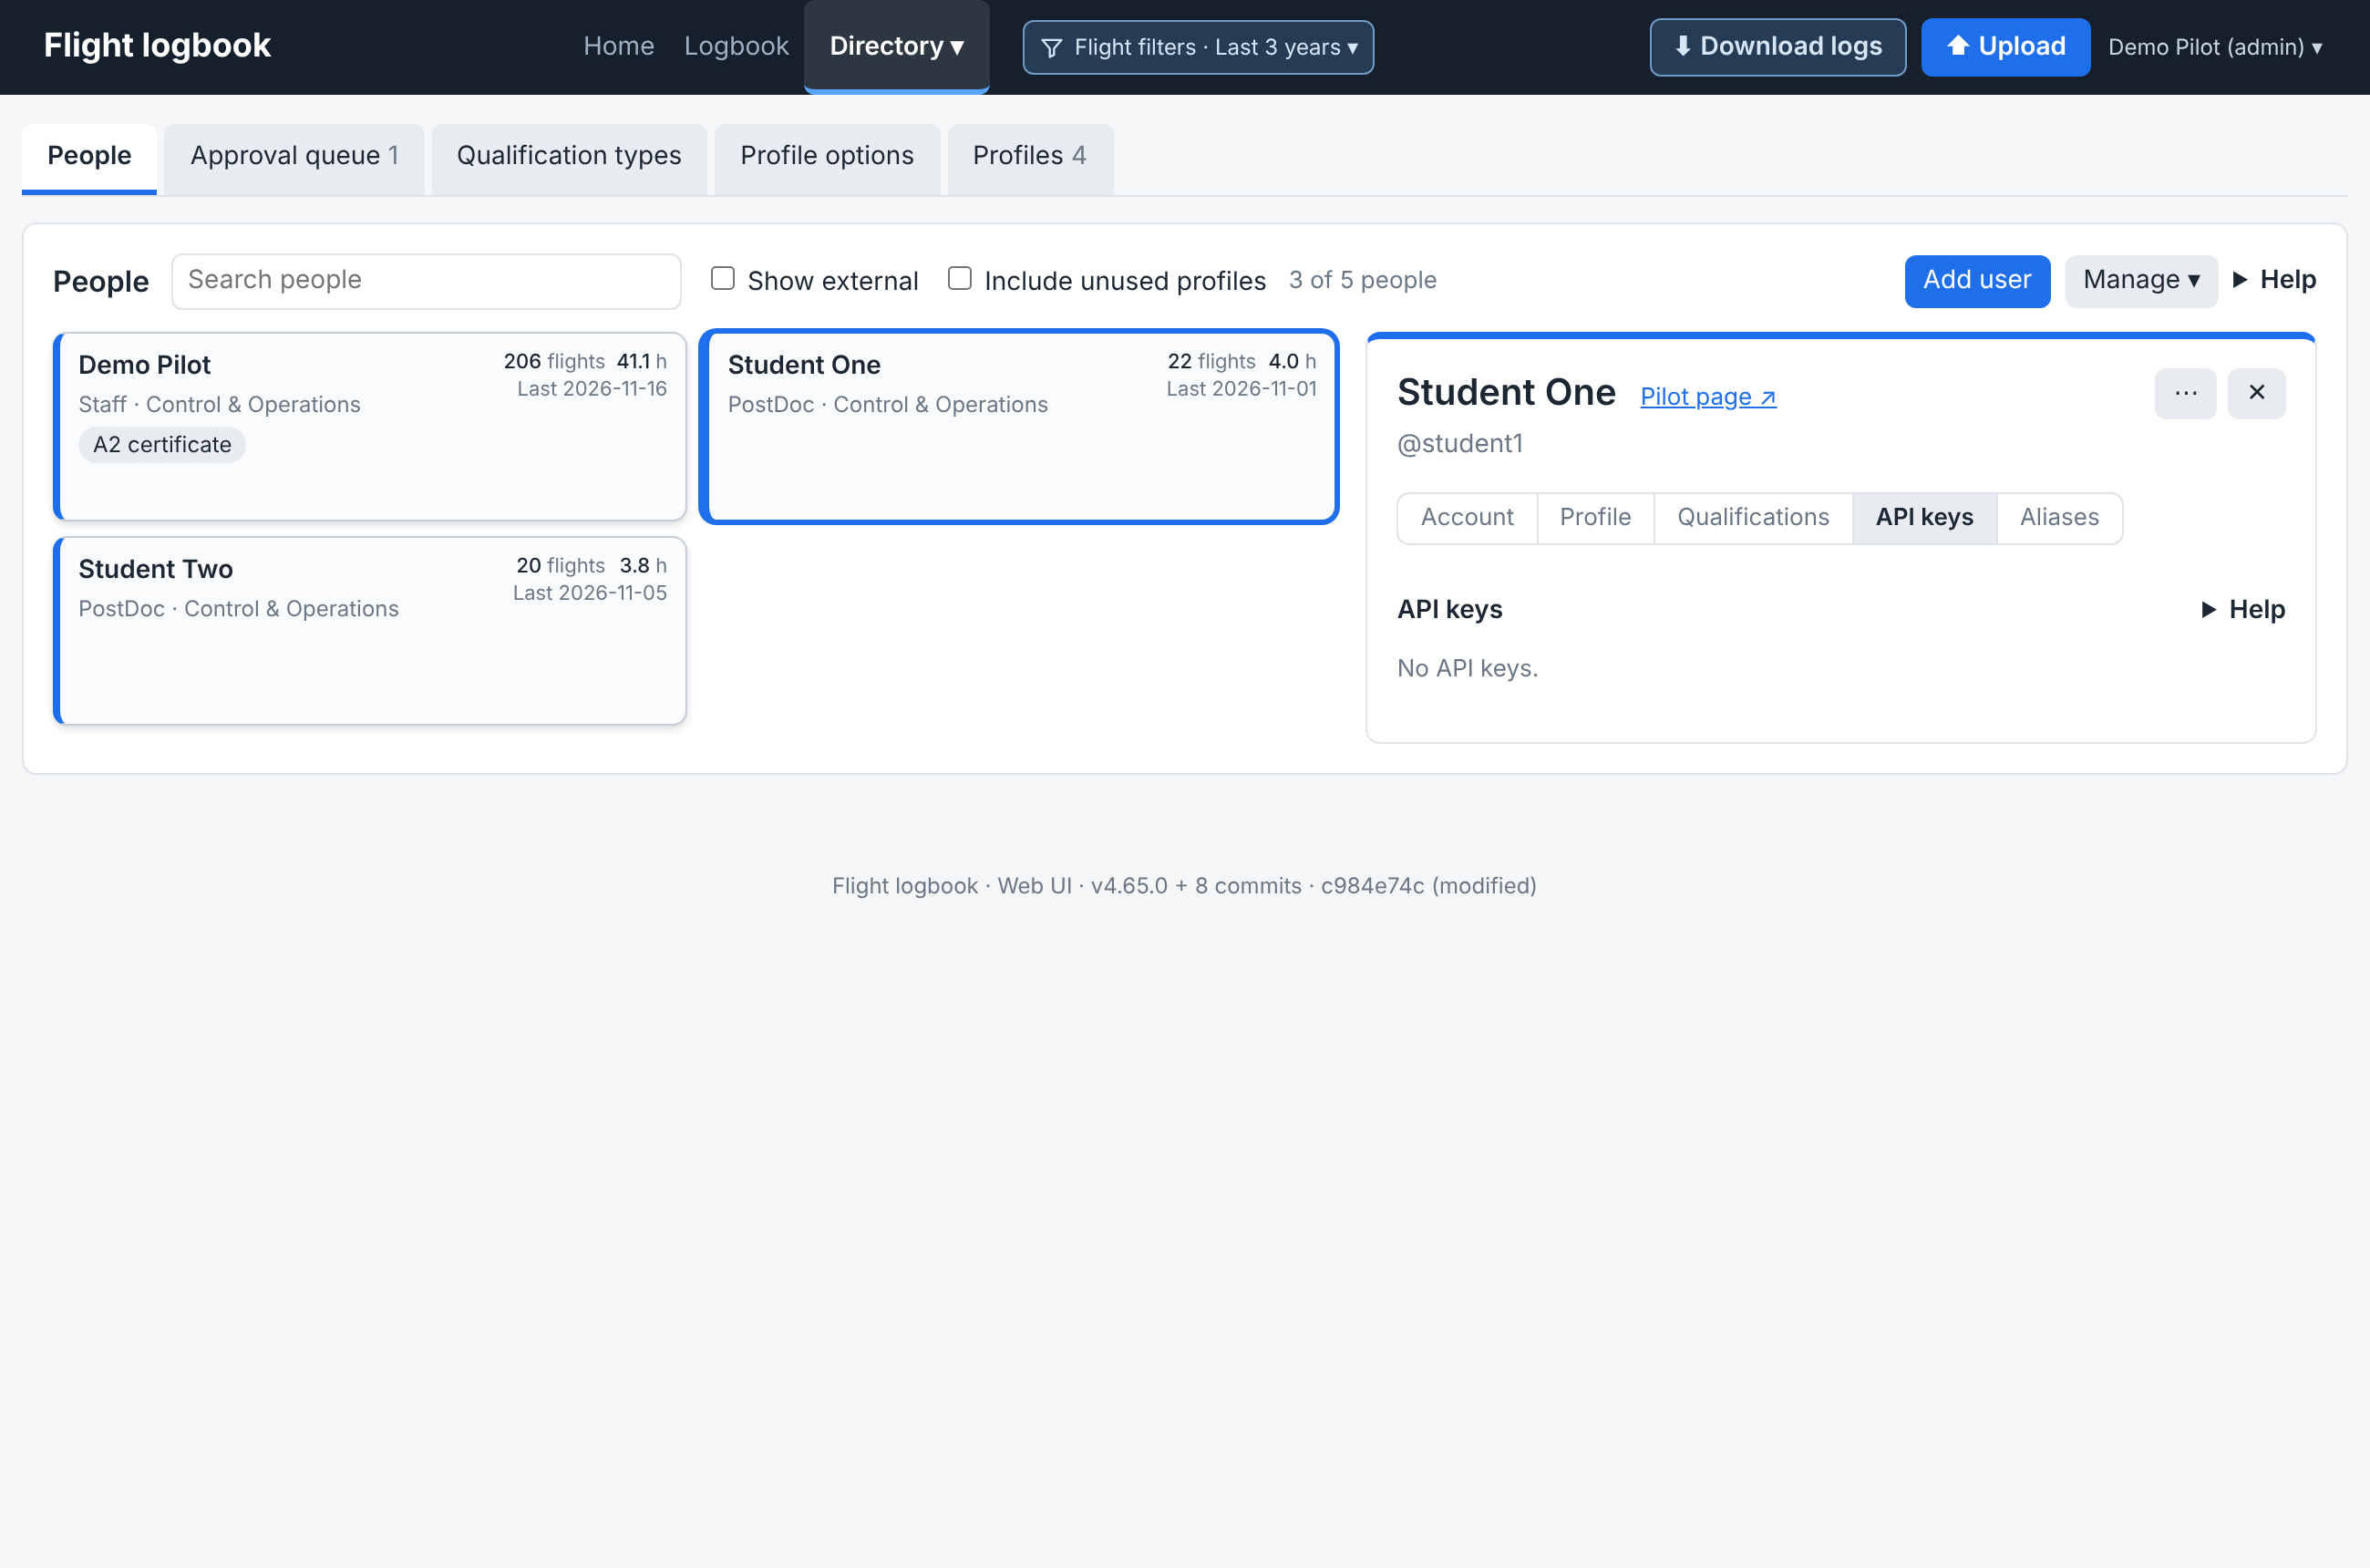 Flight logbook
Home Logbook Directory ▾ Flight filters · Last 3 years ▾ ⬇ Download logs ⬆ Upload Demo Pilot (admin) ▾
People Approval queue 1 Qualification types Profile options Profiles 4
People Search people Show external Include unused profiles 3 of 5 people Add user Manage ▾ ▶ Help
Demo Pilot 206 flights 41.1 h
Last 2026-11-16
Staff · Control & Operations
A2 certificate
Student One 22 flights 4.0 h
Last 2026-11-01
PostDoc · Control & Operations
Student Two 20 flights 3.8 h
Last 2026-11-05
PostDoc · Control & Operations
Student One Pilot page ↗ ⋯ ✕
@student1
Account Profile Qualifications API keys Aliases
API keys ▶ Help
No API keys.
Flight logbook · Web UI · v4.65.0 + 8 commits · c984e74c (modified)